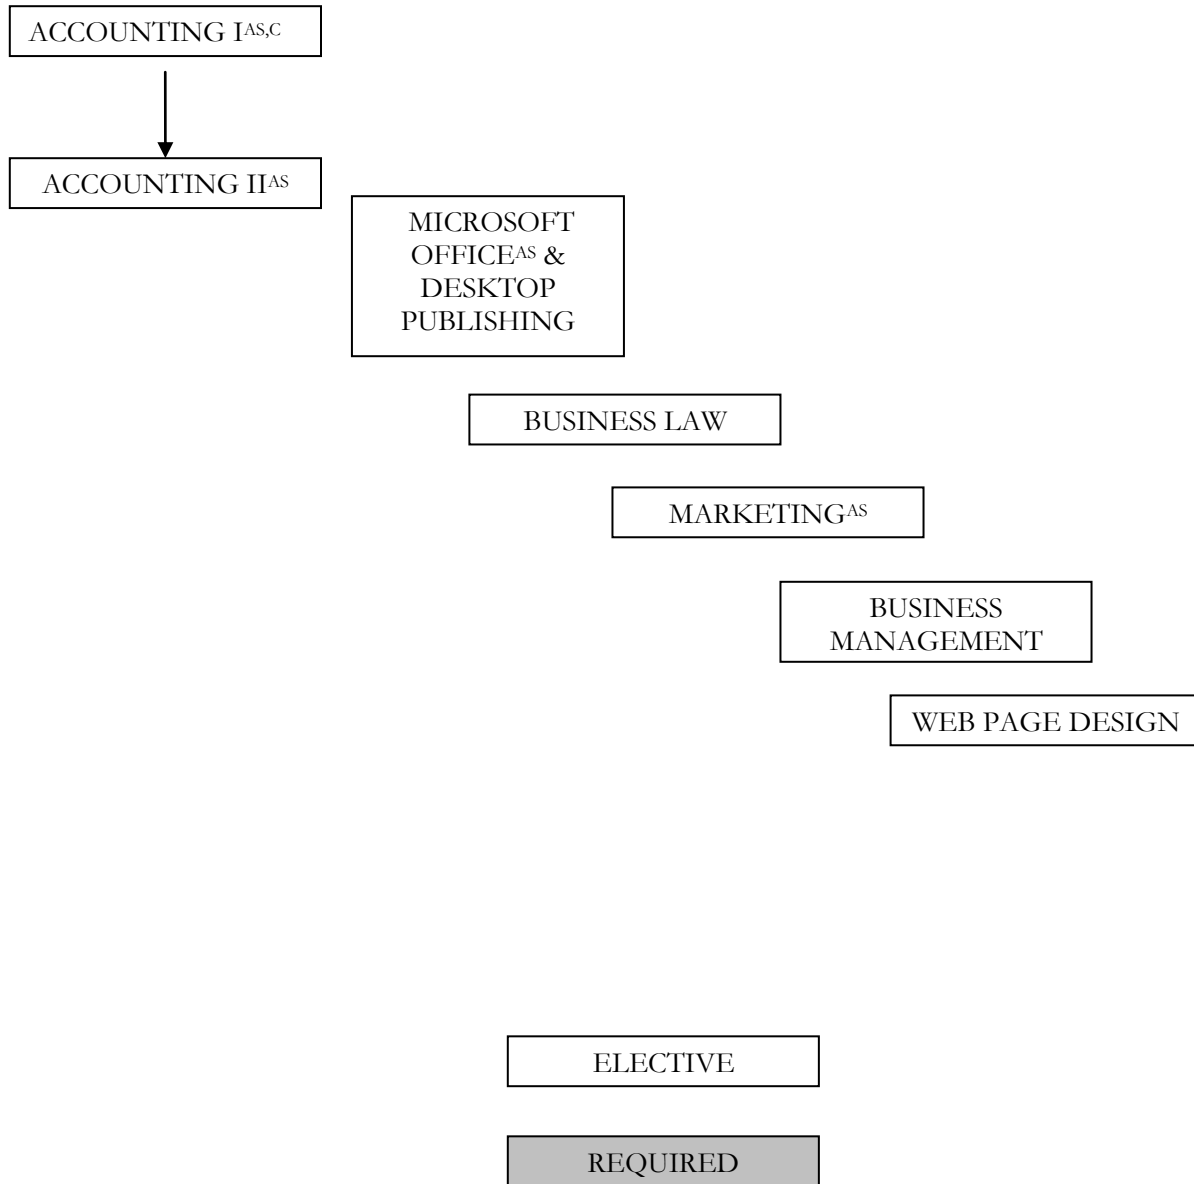 ACCOUNTING IAS,C
ACCOUNTING IIAS
MICROSOFT
OFFICEAS &
DESKTOP
PUBLISHING
BUSINESS LAW
MARKETINGAS
BUSINESS
MANAGEMENT
WEB PAGE DESIGN
ELECTIVE
REQUIRED